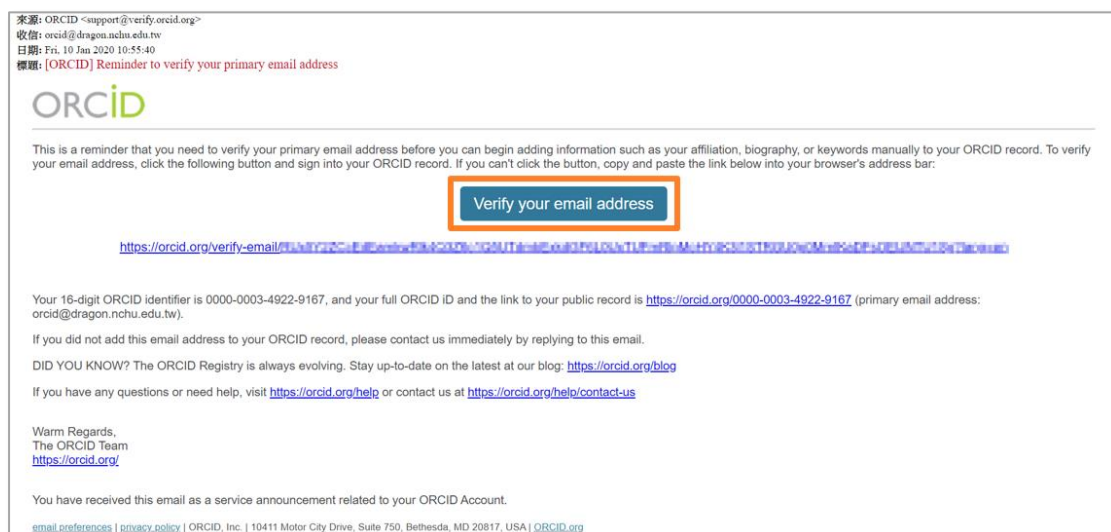 來源: ORCID <support@verify.orcid.org>
收信: orcid@dragon.nchu.edu.tw
日期: Fri, 10 Jan 2020 10:55:40
標題: [ORCID] Reminder to verify your primary email address
ORCID
This is a reminder that you need to verify your primary email address before you can begin adding information such as your affiliation, biography, or keywords manually to your ORCID record. To verify
your email address, click the following button and sign into your ORCID record. If you can't click the button, copy and paste the link below into your browser's address bar:
Verify your email address
https://orcid.org/verify-email/
Your 16-digit ORCID identifier is 0000-0003-4922-9167, and your full ORCID iD and the link to your public record is https://orcid.org/0000-0003-4922-9167 (primary email address:
orcid@dragon.nchu.edu.tw).
If you did not add this email address to your ORCID record, please contact us immediately by replying to this email.
DID YOU KNOW? The ORCID Registry is always evolving. Stay up-to-date on the latest at our blog: https://orcid.org/blog
If you have any questions or need help, visit https://orcid.org/help or contact us at https://orcid.org/help/contact-us
Warm Regards,
The ORCID Team
https://orcid.org/
You have received this email as a service announcement related to your ORCID Account.
email preferences | privacy policy | ORCID, Inc. | 10411 Motor City Drive, Suite 750, Bethesda, MD 20817, USA | ORCID.org